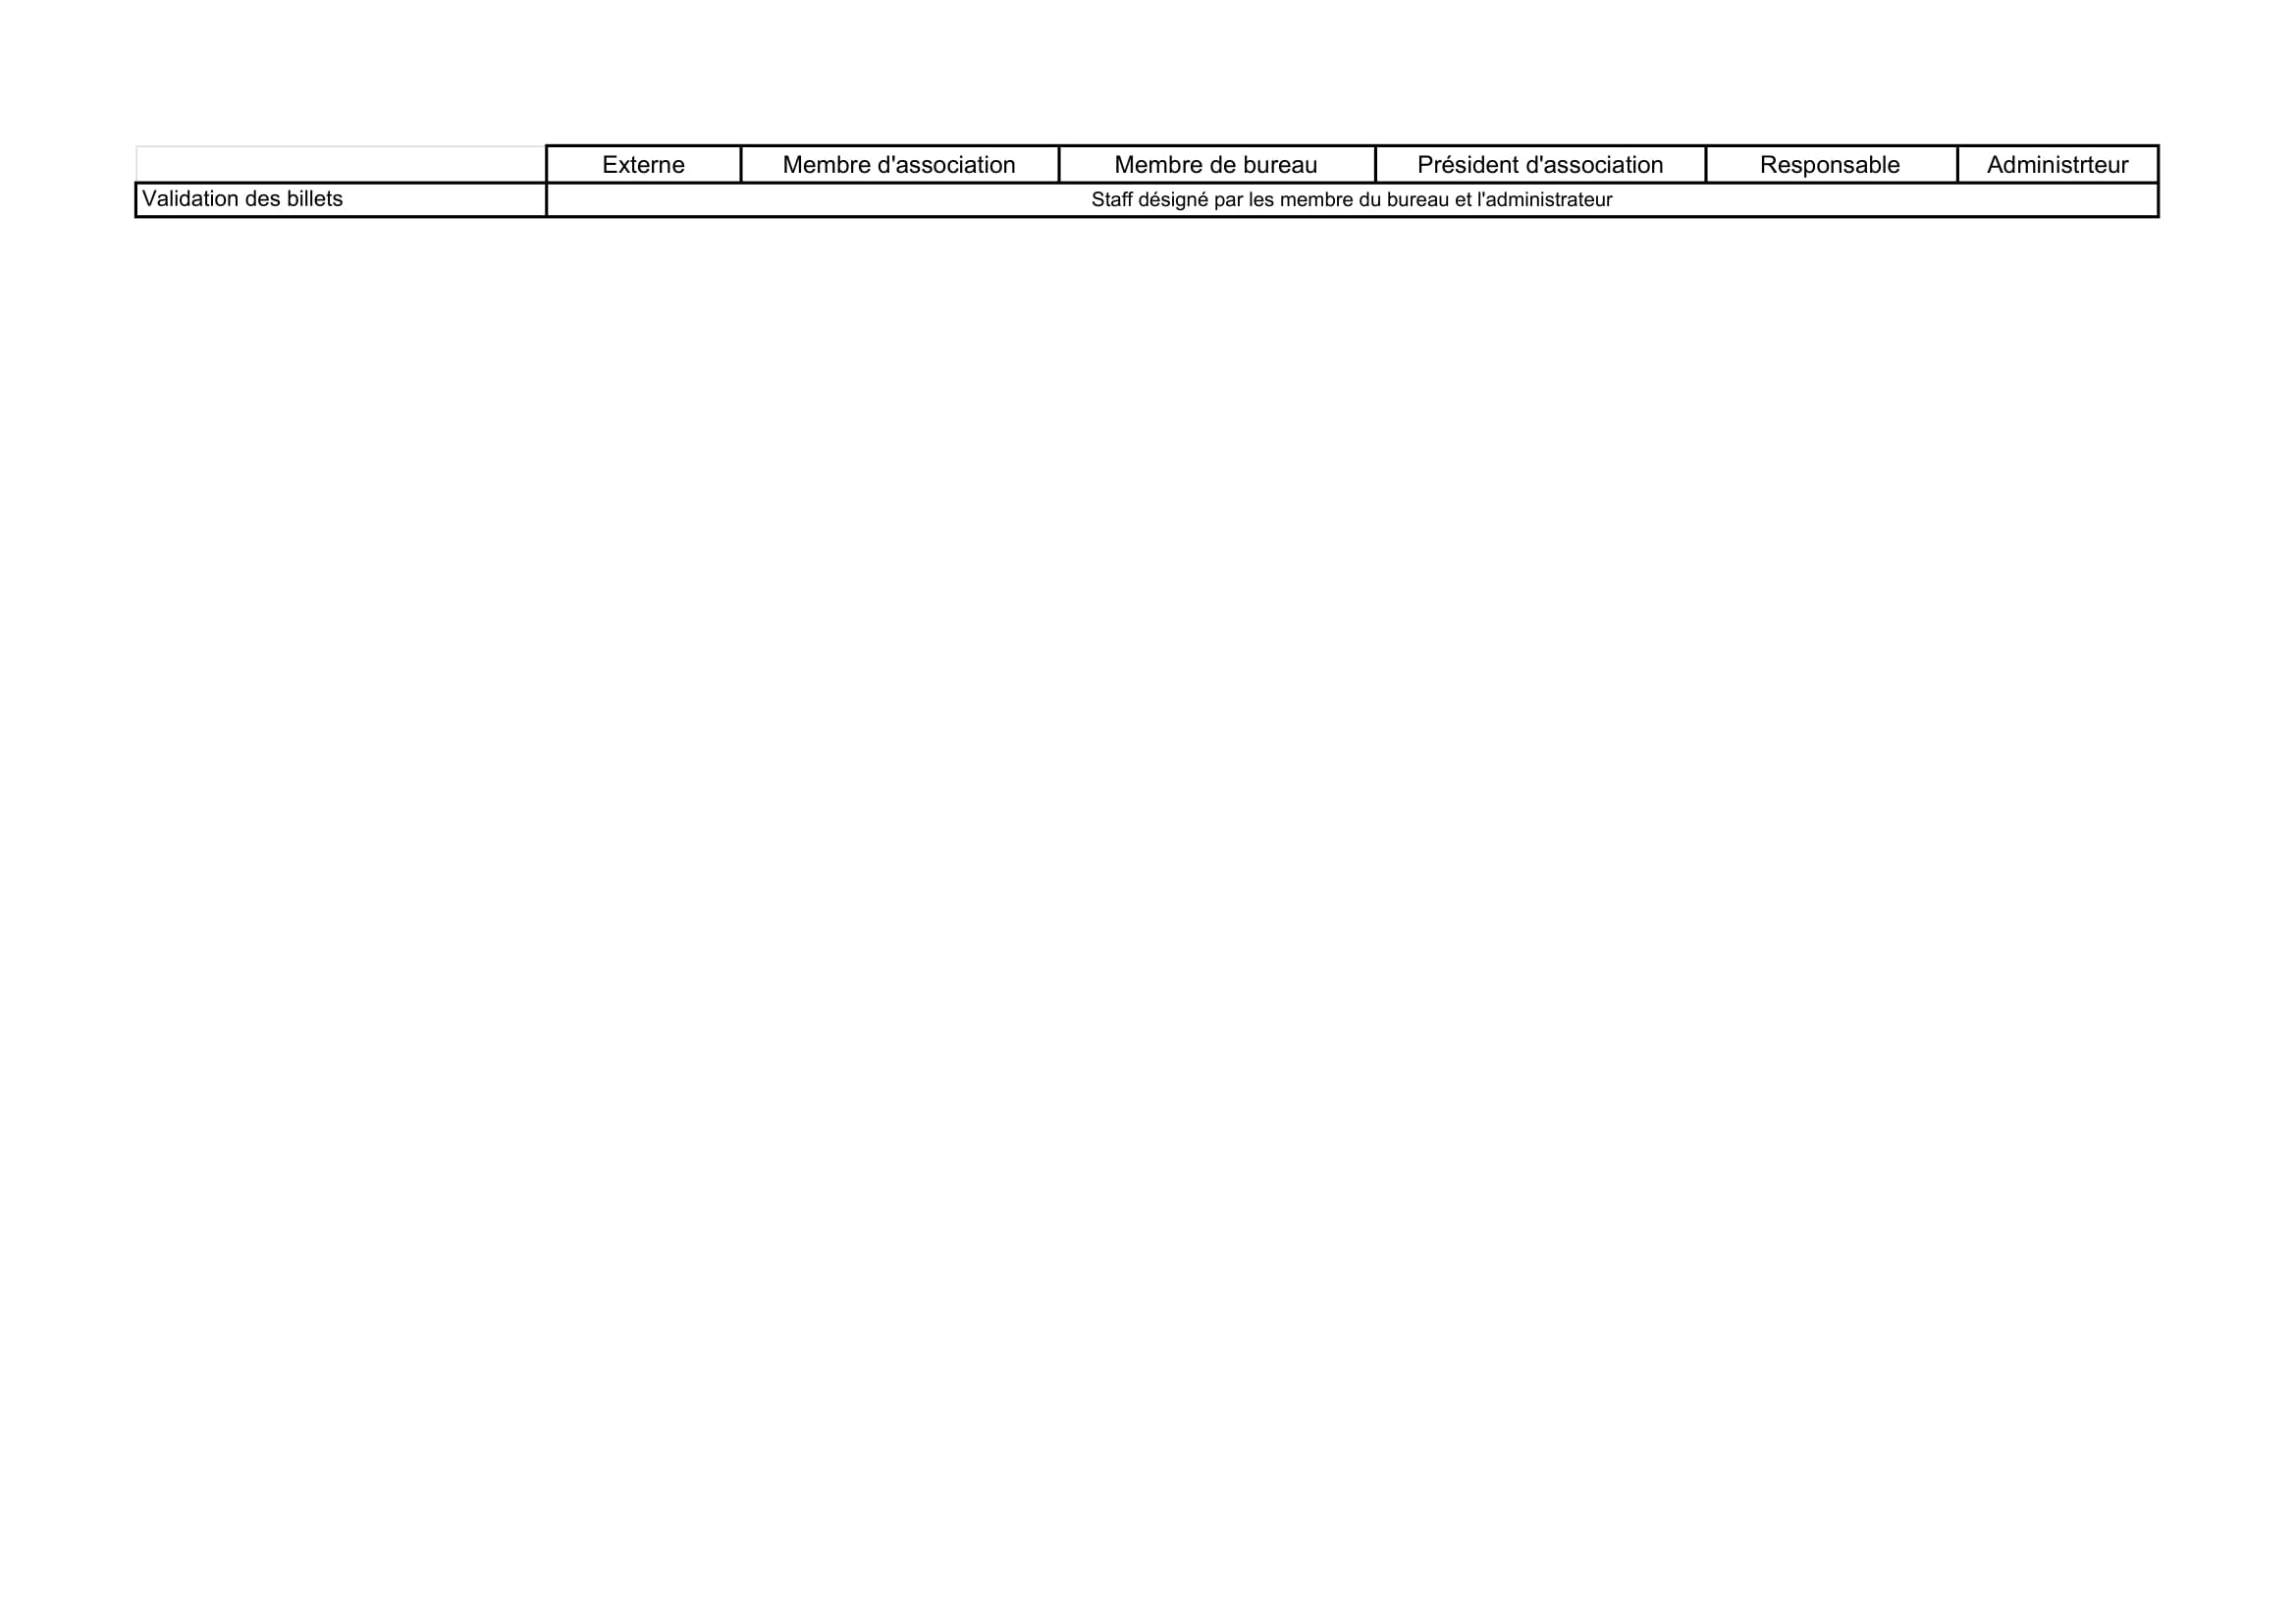 Externe Membre d'association Membre de bureau Président d'association Responsable Administrteur
Validation des billets Staff désigné par les membre du bureau et l'administrateur